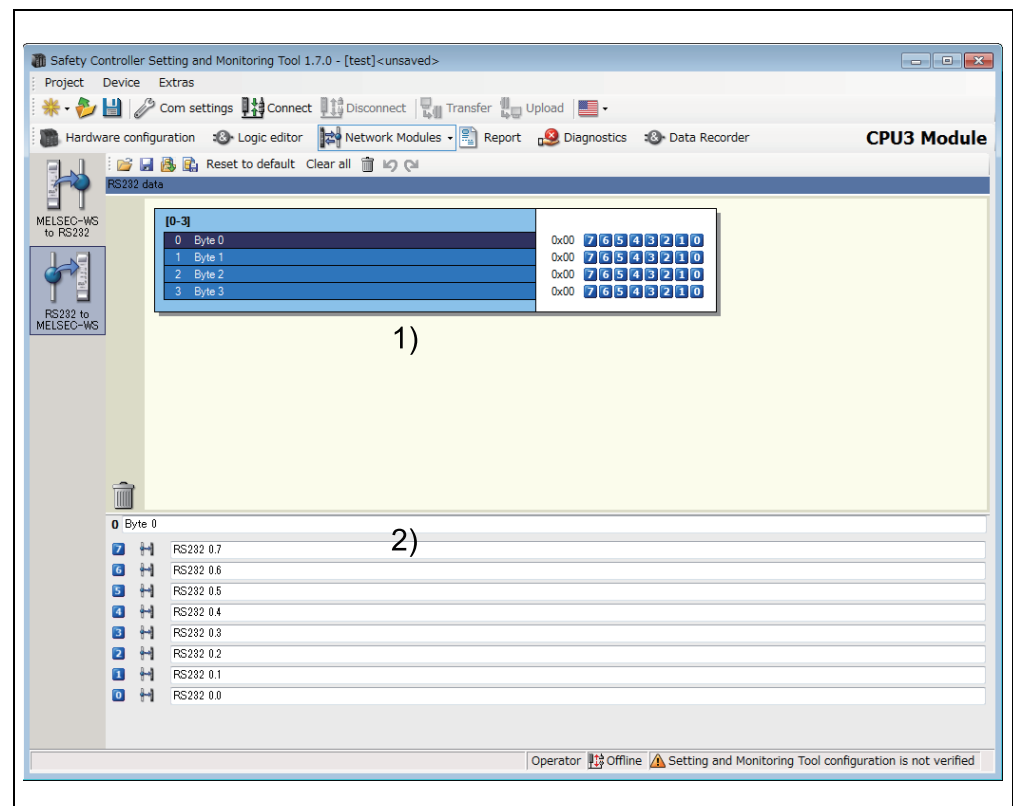 Safety Controller Setting and Monitoring Tool 1.7.0 - [test]<unsaved>
Project Device Extras
Com settings Connect Disconnect Transfer Upload
Hardware configuration Logic editor Network Modules Report Diagnostics Data Recorder CPU3 Module
Reset to default Clear all
RS232 data
MELSEC-WS
to RS232
RS232 to
MELSEC-WS
[0-3]
0 Byte 0 0x00 7 6 5 4 3 2 1 0
1 Byte 1 0x00 7 6 5 4 3 2 1 0
2 Byte 2 0x00 7 6 5 4 3 2 1 0
3 Byte 3 0x00 7 6 5 4 3 2 1 0
1)
0 Byte 0
2)
7 RS232 0.7
6 RS232 0.6
5 RS232 0.5
4 RS232 0.4
3 RS232 0.3
2 RS232 0.2
1 RS232 0.1
0 RS232 0.0
Operator Offline Setting and Monitoring Tool configuration is not verified